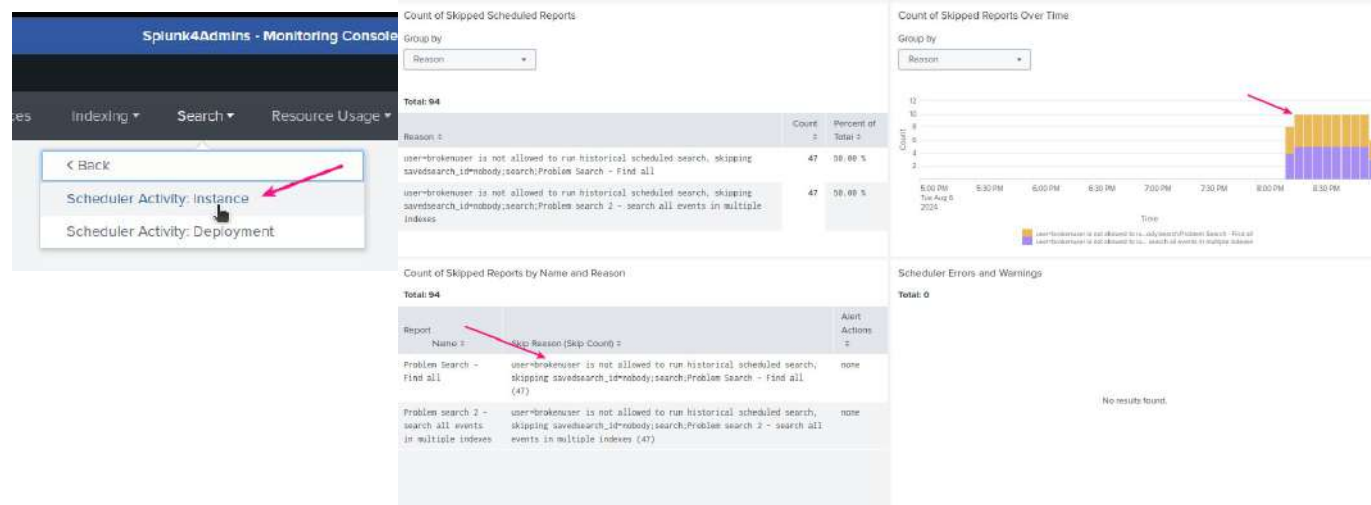 Splunk4Admins - Monitoring Console
Indexing
Search
Resource Usage
< Back
Scheduler Activity: Instance
Scheduler Activity: Deployment
Count of Skipped Scheduled Reports
Group by
Reason
Total: 94
Reason
Count
Percent of Total
user=brokenuser is not allowed to run historical scheduled search, skipping
savedsearch_id=nobody;search;Problem Search - Find all
47
50.00 %
user=brokenuser is not allowed to run historical scheduled search, skipping
savedsearch_id=nobody;search;Problem search 2 - search all events in multiple
indexes
47
50.00 %
Count of Skipped Reports Over Time
Group by
Reason
Count
12
10
8
6
4
2
5:00 PM
Tue Aug 6
2024
5:30 PM
6:00 PM
6:30 PM
7:00 PM
7:30 PM
8:00 PM
8:30 PM
Time
Count of Skipped Reports by Name and Reason
Total: 94
Report
Name
Skip Reason (Skip Count)
Alert
Actions
Problem Search -
Find all
user=brokenuser is not allowed to run historical scheduled search,
skipping savedsearch_id=nobody;search;Problem Search - Find all
(47)
none
Problem search 2 -
search all events
in multiple indexes
user=brokenuser is not allowed to run historical scheduled search,
skipping savedsearch_id=nobody;search;Problem search 2 - search all
events in multiple indexes (47)
none
Scheduler Errors and Warnings
Total: 0
No results found.